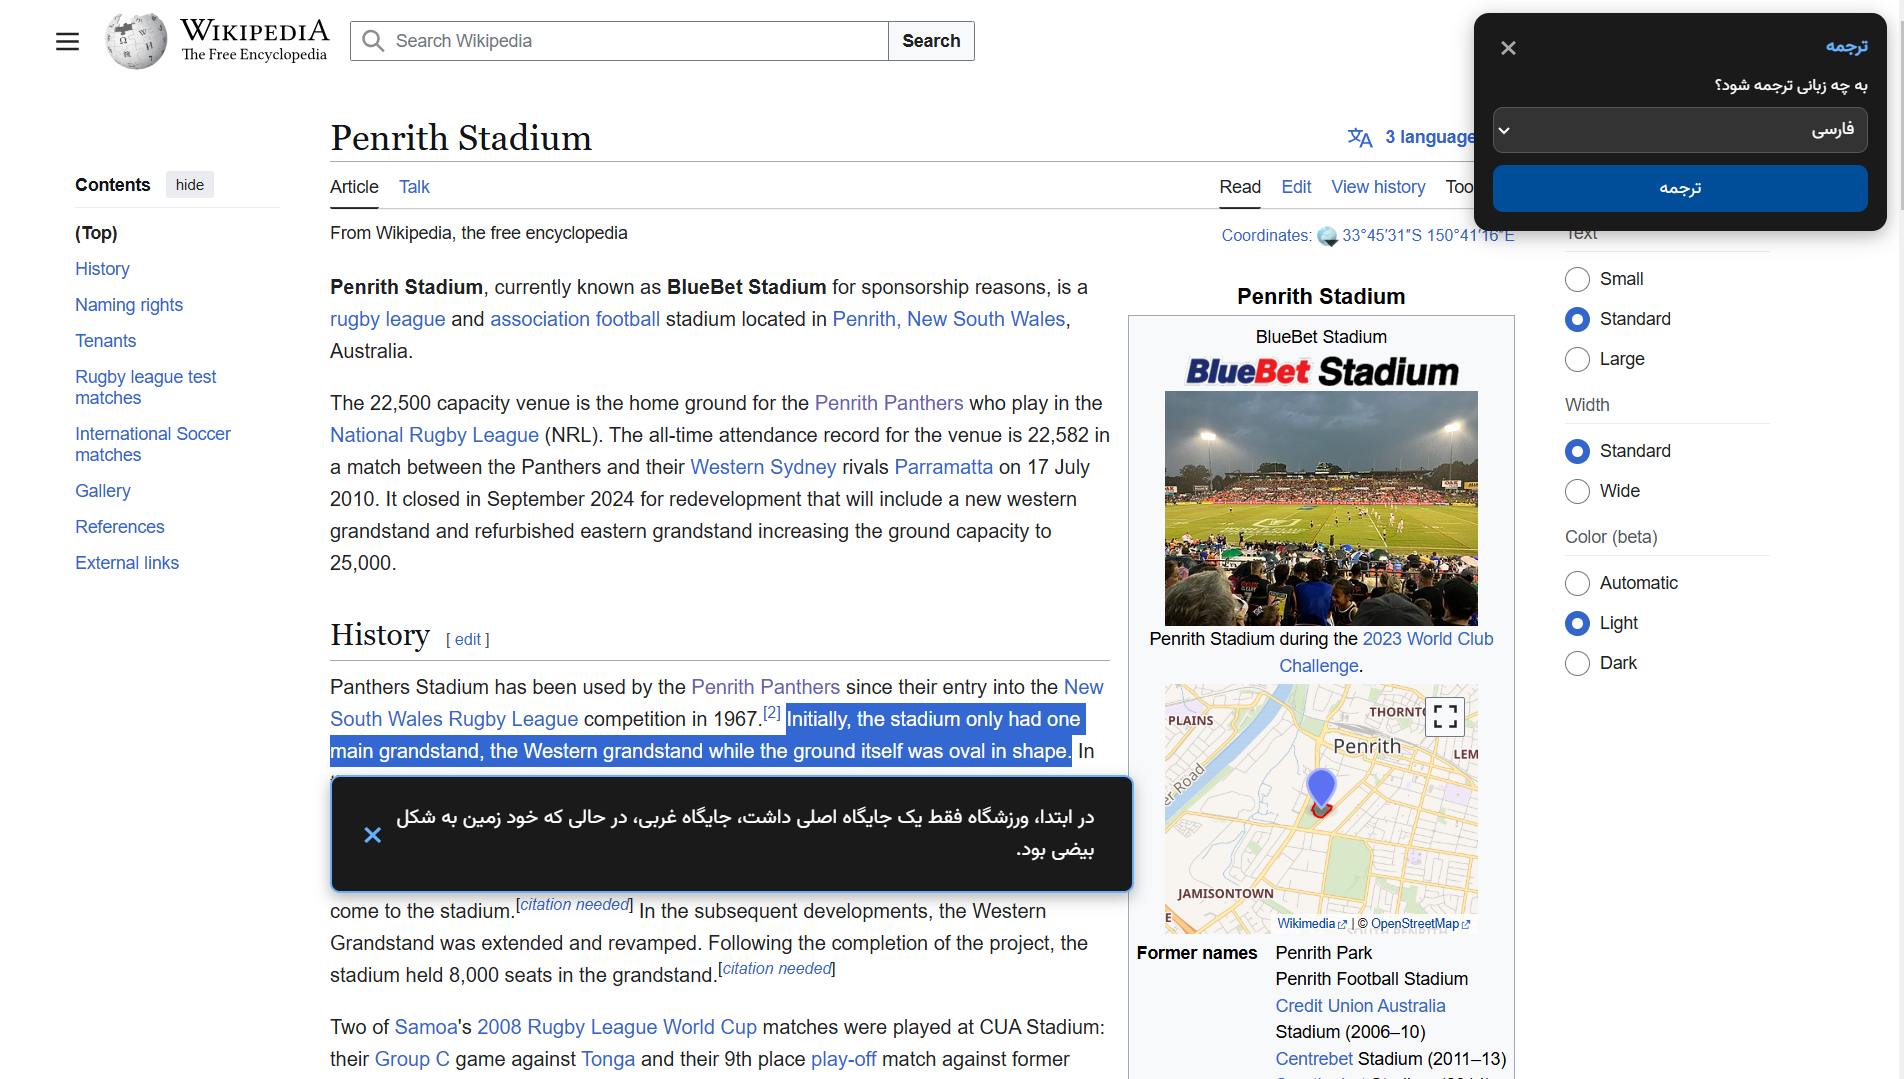 WIKIPEDIA
The Free Encyclopedia
Search Wikipedia
Search
ترجمه
به چه زبانی ترجمه شود؟
فارسی
ترجمه
Penrith Stadium
3 language
Contents
hide
(Top)
History
Naming rights
Tenants
Rugby league test
matches
International Soccer
matches
Gallery
References
External links
Article
Talk
Read
Edit
View history
Too
From Wikipedia, the free encyclopedia
Coordinates: 33°45′31″S 150°41′16″E
Penrith Stadium, currently known as BlueBet Stadium for sponsorship reasons, is a
rugby league and association football stadium located in Penrith, New South Wales,
Australia.
The 22,500 capacity venue is the home ground for the Penrith Panthers who play in the
National Rugby League (NRL). The all-time attendance record for the venue is 22,582 in
a match between the Panthers and their Western Sydney rivals Parramatta on 17 July
2010. It closed in September 2024 for redevelopment that will include a new western
grandstand and refurbished eastern grandstand increasing the ground capacity to
25,000.
History [ edit ]
Panthers Stadium has been used by the Penrith Panthers since their entry into the New
South Wales Rugby League competition in 1967.[2] Initially, the stadium only had one
main grandstand, the Western grandstand while the ground itself was oval in shape. In
در ابتدا، ورزشگاه فقط یک جایگاه اصلی داشت، جایگاه غربی، در حالی که خود زمین به شکل
بیضی بود.
come to the stadium.[citation needed] In the subsequent developments, the Western
Grandstand was extended and revamped. Following the completion of the project, the
stadium held 8,000 seats in the grandstand.[citation needed]
Two of Samoa's 2008 Rugby League World Cup matches were played at CUA Stadium:
their Group C game against Tonga and their 9th place play-off match against former
Penrith Stadium
BlueBet Stadium
BlueBet Stadium
Penrith Stadium during the 2023 World Club
Challenge.
PLAINS
THORNT
Penrith
LEM
er Road
JAMISONTOWN
E
SOUTH PENRITH
Wikimedia | © OpenStreetMap
Former names
Penrith Park
Penrith Football Stadium
Credit Union Australia
Stadium (2006–10)
Centrebet Stadium (2011–13)
Text
Small
Standard
Large
Width
Standard
Wide
Color (beta)
Automatic
Light
Dark